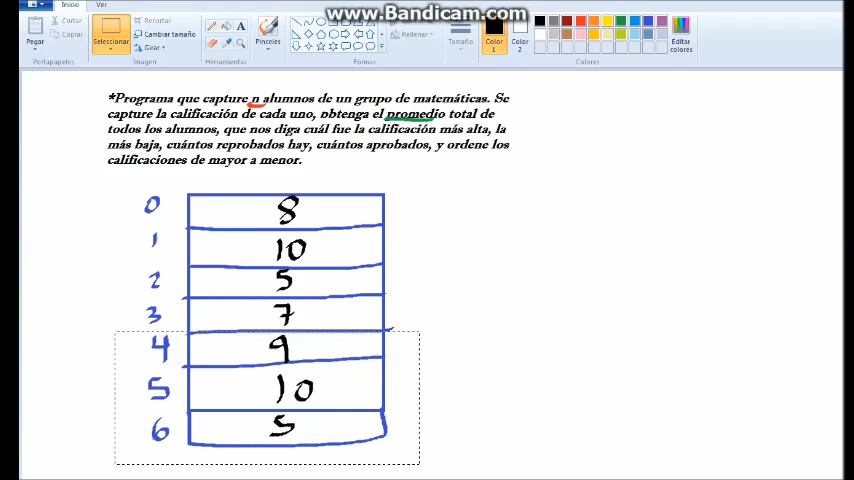 www.Bandicam.com
Inicio
Ver
Pegar
Cortar
Copiar
Portapapeles
Seleccionar
Recortar
Cambiar tamaño
Girar
Imagen
A
Herramientas
Pinceles
Formas
Rellenar
Tamaño
Color 1
Color 2
Colores
Editar colores
*Programa que capture n alumnos de un grupo de matemáticas. Se
capture la calificación de cada uno, obtenga el promedio total de
todos los alumnos, que nos diga cuál fue la calificación más alta, la
más baja, cuántos reprobados hay, cuántos aprobados, y ordene los
calificaciones de mayor a menor.
0 8
1 10
2 5
3 7
4 9
5 10
6 5